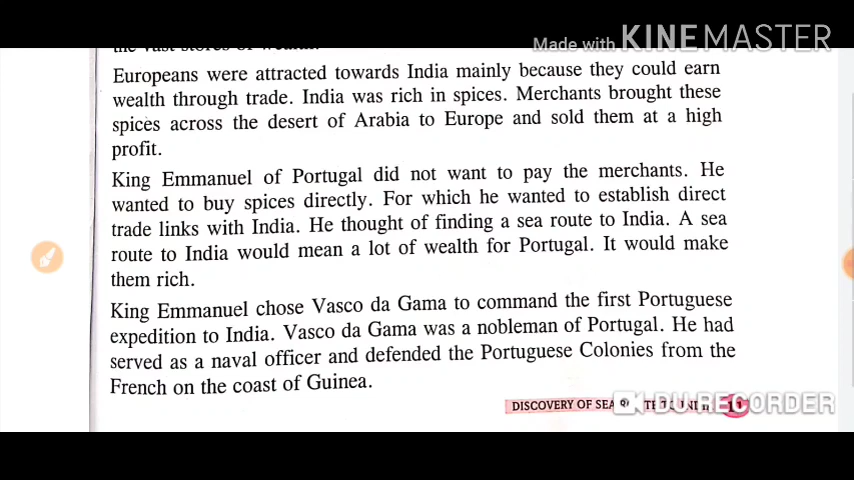 Made with KINEMASTER
the vast stores of wealth.
Europeans were attracted towards India mainly because they could earn
wealth through trade. India was rich in spices. Merchants brought these
spices across the desert of Arabia to Europe and sold them at a high
profit.
King Emmanuel of Portugal did not want to pay the merchants. He
wanted to buy spices directly. For which he wanted to establish direct
trade links with India. He thought of finding a sea route to India. A sea
route to India would mean a lot of wealth for Portugal. It would make
them rich.
King Emmanuel chose Vasco da Gama to command the first Portuguese
expedition to India. Vasco da Gama was a nobleman of Portugal. He had
served as a naval officer and defended the Portuguese Colonies from the
French on the coast of Guinea.
DISCOVERY OF SEA
DU RECORDER